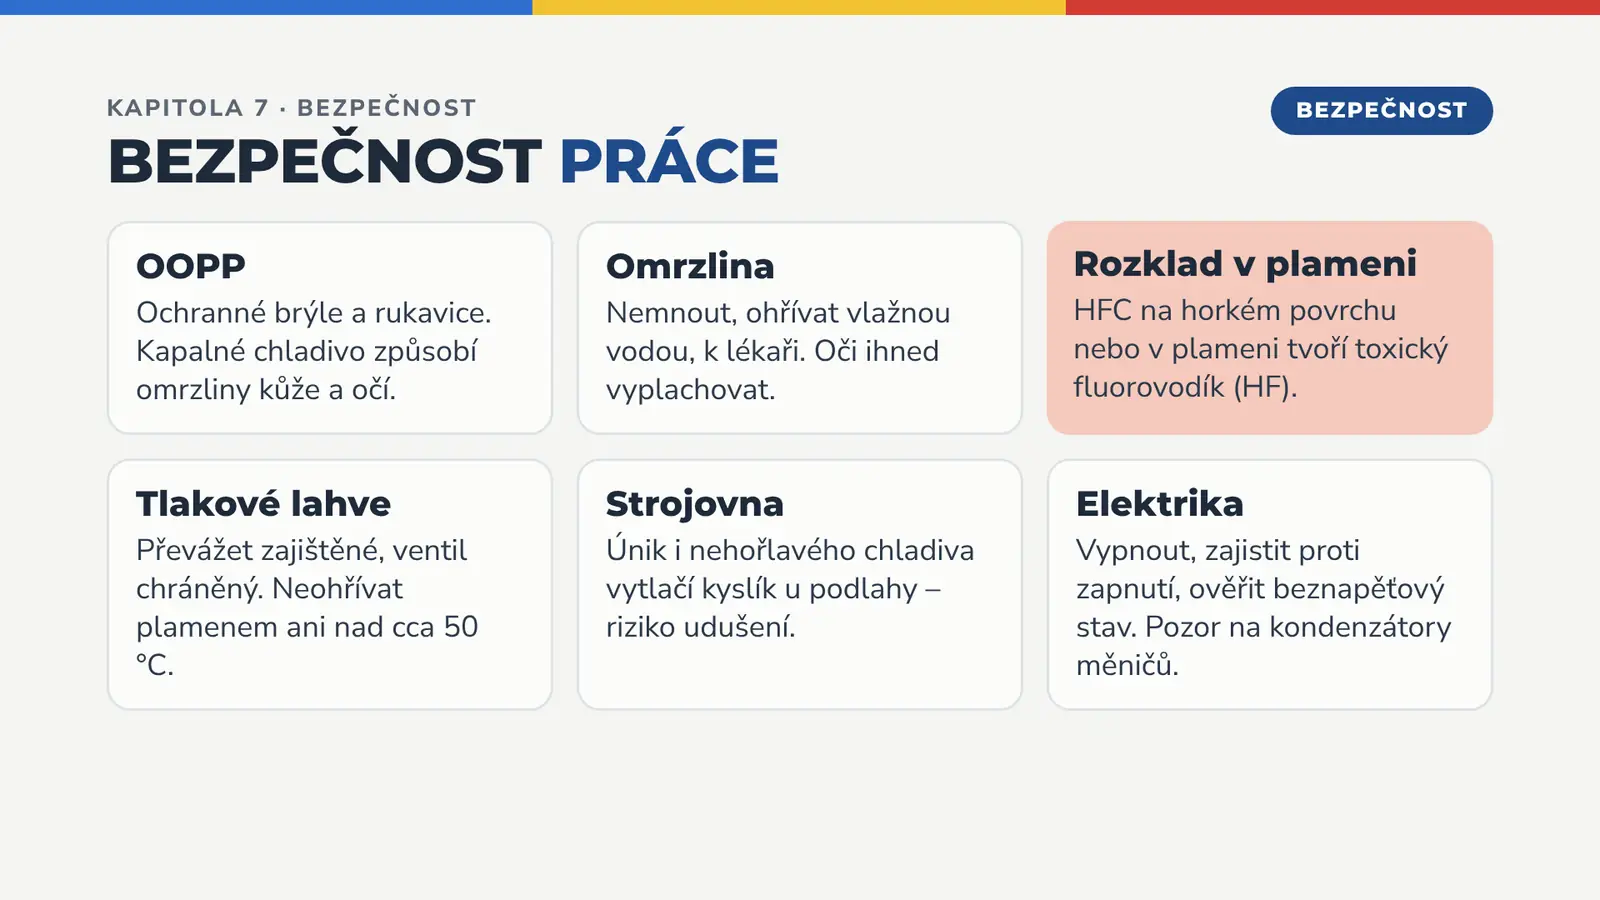 KAPITOLA 7 · BEZPEČNOST
BEZPEČNOST
BEZPEČNOST PRÁCE
OOPP
Ochranné brýle a rukavice.
Kapalné chladivo způsobí
omrzliny kůže a očí.
Omrzlina
Nemnout, ohřívat vlažnou
vodou, k lékaři. Oči ihned
vyplachovat.
Rozklad v plameni
HFC na horkém povrchu
nebo v plameni tvoří toxický
fluorovodík (HF).
Tlakové lahve
Převážet zajištěné, ventil
chráněný. Neohřívat
plamenem ani nad cca 50
°C.
Strojovna
Únik i nehořlavého chladiva
vytlačí kyslík u podlahy –
riziko udušení.
Elektrika
Vypnout, zajistit proti
zapnutí, ověřit beznapěťový
stav. Pozor na kondenzátory
měničů.